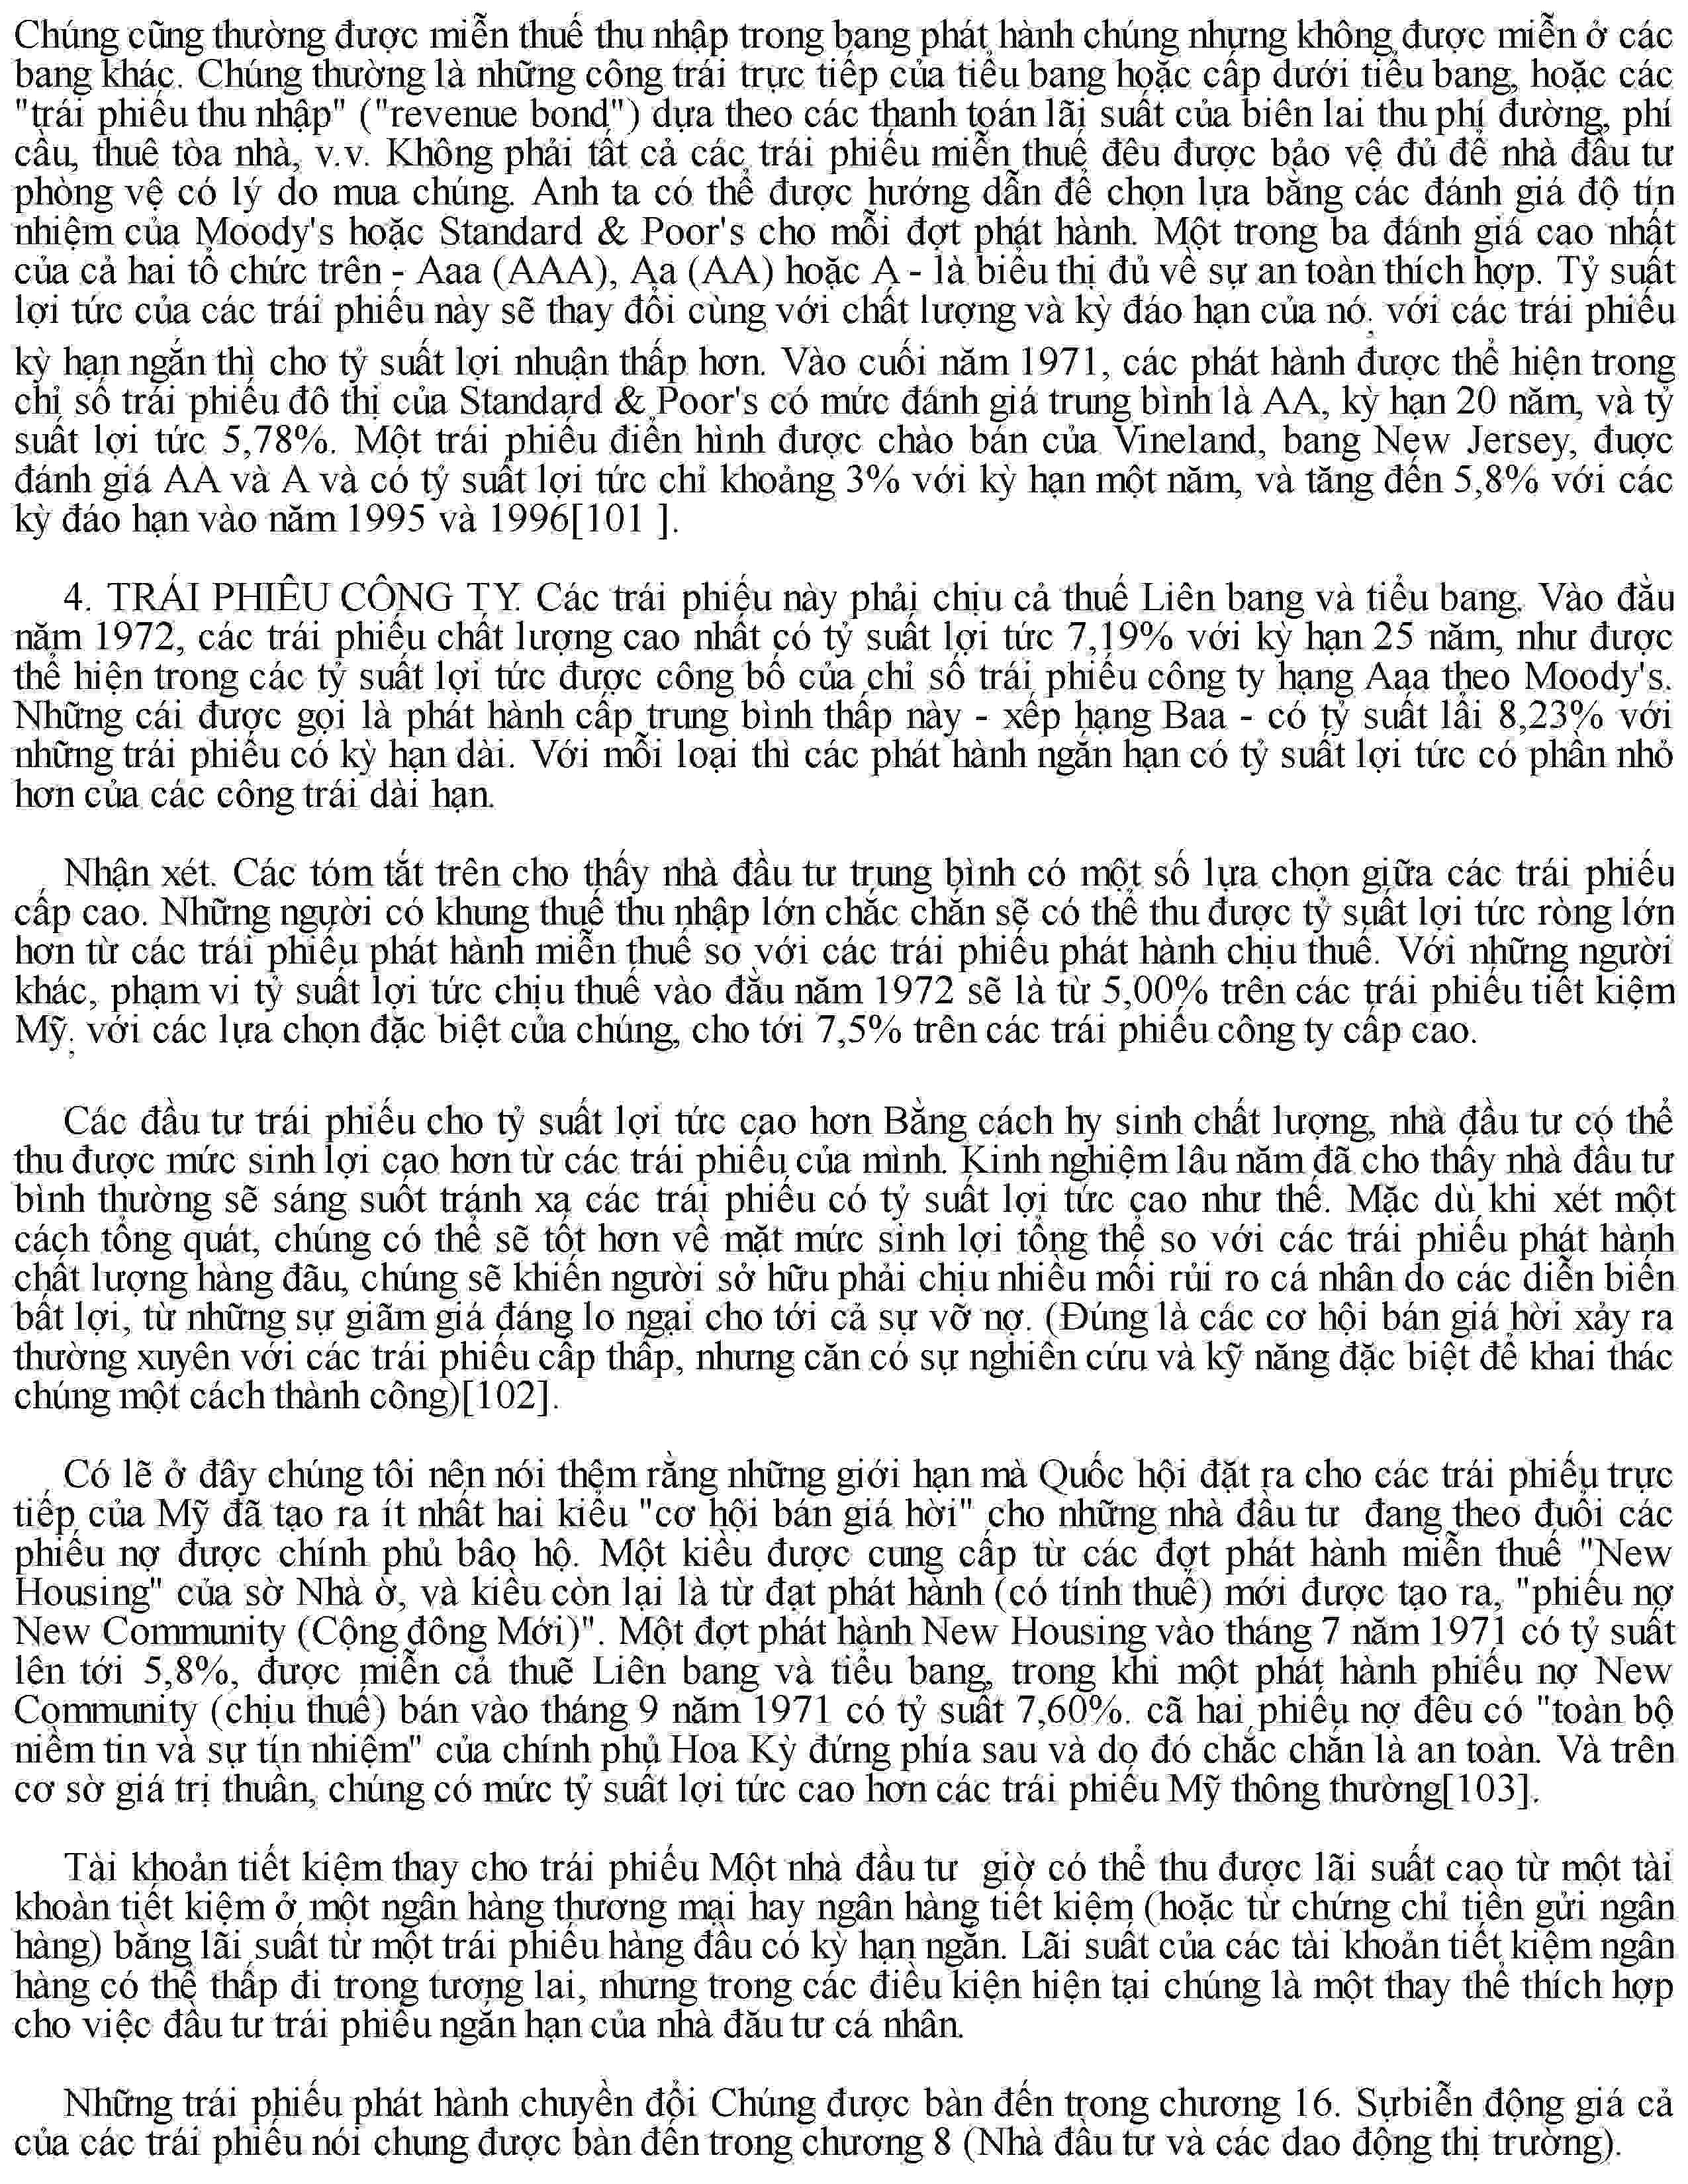 Chúng cũng thường được miễn thuế thu nhập trong bang phát hành chúng nhưng không được miễn ở các
bang khác. Chúng thường là những công trái trực tiếp của tiểu bang hoặc cấp dưới tiểu bang, hoặc các
"trái phiếu thu nhập" ("revenue bond") dựa theo các thanh toán lãi suất của biên lai thu phí đường, phí
cầu, thuê tòa nhà, v.v. Không phải tất cả các trái phiếu miễn thuế đều được bảo vệ đủ để nhà đầu tư
phòng vệ có lý do mua chúng. Anh ta có thể được hướng dẫn để chọn lựa bằng các đánh giá độ tín
nhiệm của Moody's hoặc Standard & Poor's cho mỗi đợt phát hành. Một trong ba đánh giá cao nhất
của cả hai tổ chức trên - Aaa (AAA), Aa (AA) hoặc A - là biểu thị đủ về sự an toàn thích hợp. Tỷ suất
lợi tức của các trái phiếu này sẽ thay đổi cùng với chất lượng và kỳ đáo hạn của nó; với các trái phiếu
kỳ hạn ngắn thì cho tỷ suất lợi nhuận thấp hơn. Vào cuối năm 1971, các phát hành được thể hiện trong
chỉ số trái phiếu đô thị của Standard & Poor's có mức đánh giá trung bình là AA, kỳ hạn 20 năm, và tỷ
suất lợi tức 5,78%. Một trái phiếu điển hình được chào bán của Vineland, bang New Jersey, đuợc
đánh giá AA và A và có tỷ suất lợi tức chỉ khoảng 3% với kỳ hạn một năm, và tăng đến 5,8% với các
kỳ đáo hạn vào năm 1995 và 1996[101 ].
4. TRÁI PHIẾU CÔNG TY. Các trái phiếu này phải chịu cả thuế Liên bang và tiểu bang. Vào đầu
năm 1972, các trái phiếu chất lượng cao nhất có tỷ suất lợi tức 7,19% với kỳ hạn 25 năm, như được
thể hiện trong các tỷ suất lợi tức được công bố của chỉ số trái phiếu công ty hạng Aaa theo Moody's.
Những cái được gọi là phát hành cấp trung bình thấp này - xếp hạng Baa - có tỷ suất lẩi 8,23% với
những trái phiếu có kỳ hạn dài. Với mỗi loại thì các phát hành ngắn hạn có tỷ suất lợi tức có phần nhỏ
hơn của các công trái dài hạn.
Nhận xét. Các tóm tắt trên cho thấy nhà đầu tư trung bình có một số lựa chọn giữa các trái phiếu
cấp cao. Những người có khung thuế thu nhập lớn chắc chắn sẽ có thể thu được tỷ suất lợi tức ròng lớn
hơn từ các trái phiếu phát hành miễn thuế so với các trái phiếu phát hành chịu thuế. Với những người
khác, phạm vi tỷ suất lợi tức chịu thuế vào đầu năm 1972 sẽ là từ 5,00% trên các trái phiếu tiết kiệm
Mỹ; với các lựa chọn đặc biệt của chúng, cho tới 7,5% trên các trái phiếu công ty cấp cao.
Các đầu tư trái phiếu cho tỷ suất lợi tức cao hơn Bằng cách hy sinh chất lượng, nhà đầu tư có thể
thu được mức sinh lợi cao hơn từ các trái phiếu của mình. Kinh nghiệm lâu năm đã cho thấy nhà đầu tư
bình thường sẽ sáng suốt tránh xa các trái phiếu có tỷ suất lợi tức cao như thế. Mặc dù khi xét một
cách tổng quát, chúng có thể sẽ tốt hơn về mặt mức sinh lợi tổng thể so với các trái phiếu phát hành
chất lượng hàng đãu, chúng sẽ khiến người sở hữu phải chịu nhiều mối rủi ro cá nhân do các diễn biến
bất lợi, từ những sự giãm giá đáng lo ngại cho tới cả sự vỡ nợ. (Đúng là các cơ hội bán giá hời xảy ra
thường xuyên với các trái phiếu cấp thấp, nhưng căn có sự nghiên cứu và kỹ năng đặc biệt để khai thác
chúng một cách thành công)[102].
Có lẽ ở đây chúng tôi nên nói thêm rằng những giới hạn mà Quốc hội đặt ra cho các trái phiếu trực
tiếp của Mỹ đã tạo ra ít nhất hai kiểu "cơ hội bán giá hời" cho những nhà đầu tư đang theo đuổi các
phiếu nợ được chính phủ bâo hộ. Một kiều được cung cấp từ các đợt phát hành miễn thuế "New
Housing" của sờ Nhà ờ, và kiều còn lại là từ đạt phát hành (có tính thuế) mới được tạo ra, "phiếu nợ
New Community (Cộng đông Mới)". Một đợt phát hành New Housing vào tháng 7 năm 1971 có tỷ suất
lên tới 5,8%, được miễn cả thuẽ Liên bang và tiểu bang, trong khi một phát hành phiếu nợ New
Community (chịu thuế) bán vào tháng 9 năm 1971 có tỷ suất 7,60%. cã hai phiếu nợ đều có "toàn bộ
niềm tin và sự tín nhiệm" của chính phủ Hoa Kỳ đứng phía sau và do đó chắc chắn là an toàn. Và trên
cơ sờ giá trị thuần, chúng có mức tỷ suất lợi tức cao hơn các trái phiếu Mỹ thông thường[103].
Tài khoản tiết kiệm thay cho trái phiếu Một nhà đầu tư giờ có thể thu được lãi suất cao từ một tài
khoàn tiết kiệm ở một ngân hàng thương mại hay ngân hàng tiết kiệm (hoặc từ chứng chỉ tiền gửi ngân
hàng) bằng lãi suất từ một trái phiếu hàng đầu có kỳ hạn ngắn. Lãi suất của các tài khoản tiết kiệm ngân
hàng có thể thấp đi trong tương lai, nhưng trong các điều kiện hiện tại chúng là một thay thế thích hợp
cho việc đầu tư trái phiếu ngắn hạn của nhà đãu tư cá nhân.
Những trái phiếu phát hành chuyền đổi Chúng được bàn đến trong chương 16. Sựbiễn động giá cả
của các trái phiếu nói chung được bàn đến trong chương 8 (Nhà đầu tư và các dao động thị trường).